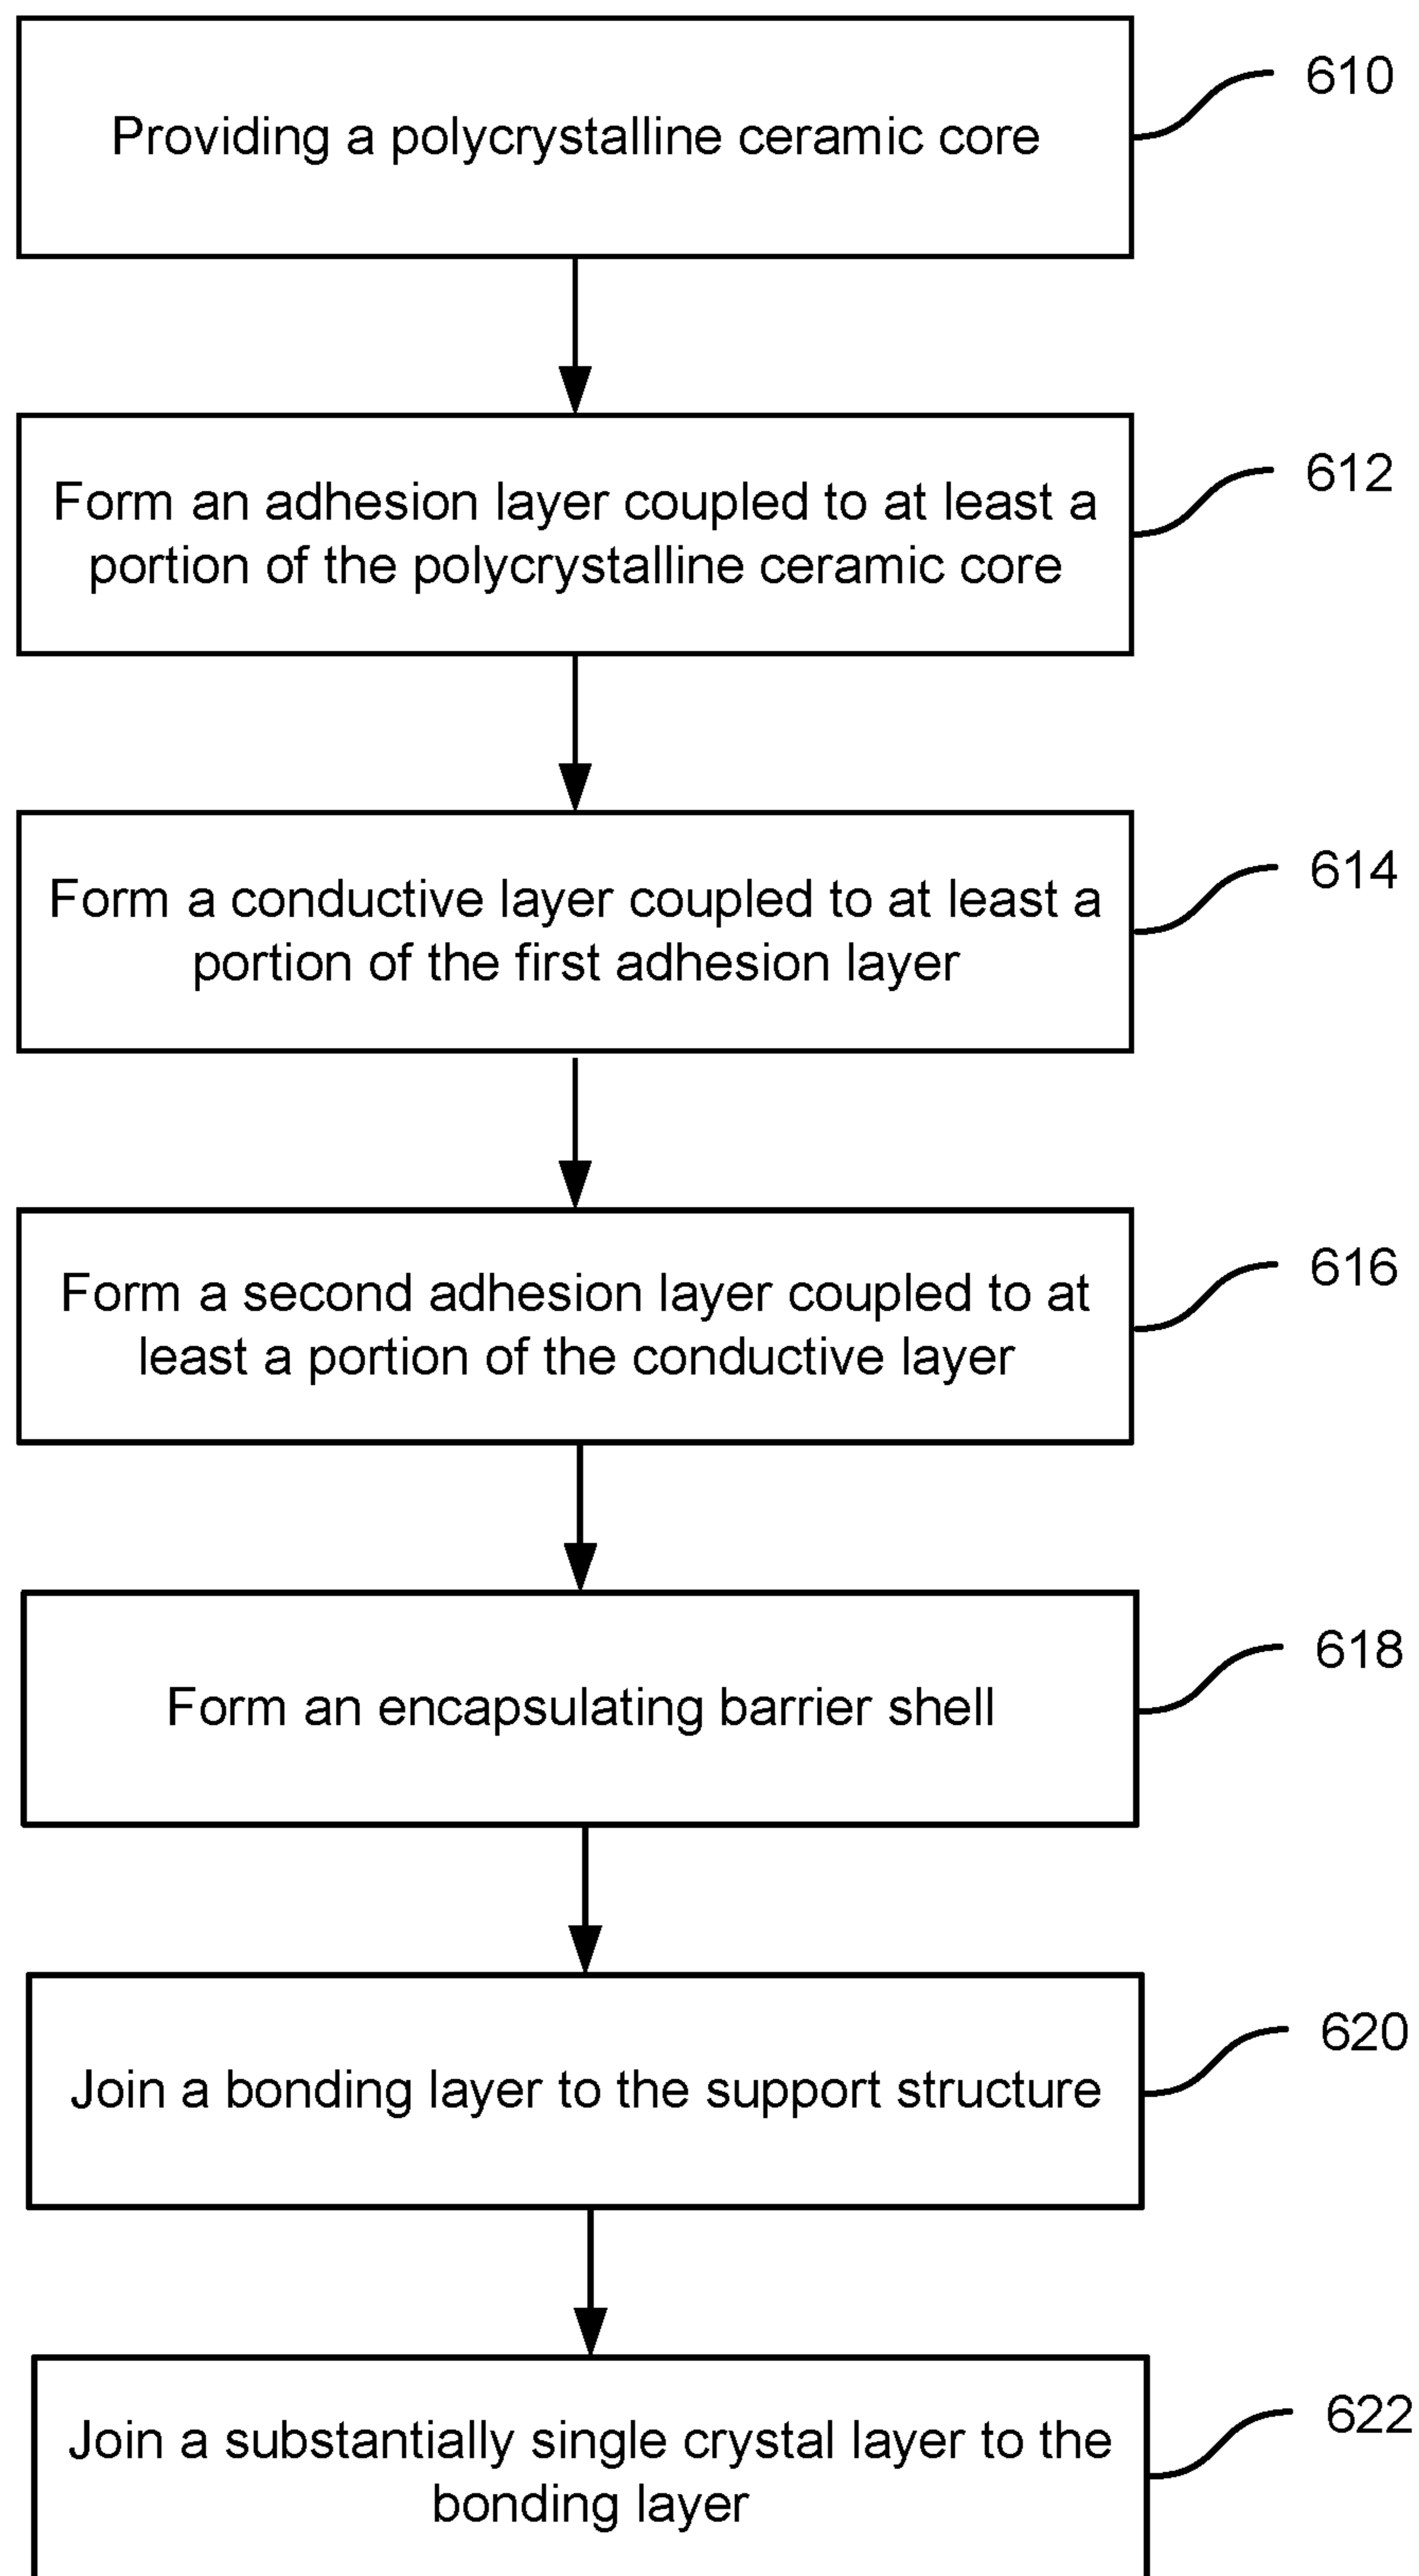 Providing a polycrystalline ceramic core
610
Form an adhesion layer coupled to at least a
portion of the polycrystalline ceramic core
612
Form a conductive layer coupled to at least a
portion of the first adhesion layer
614
Form a second adhesion layer coupled to at
least a portion of the conductive layer
616
Form an encapsulating barrier shell
618
Join a bonding layer to the support structure
620
Join a substantially single crystal layer to the
bonding layer
622